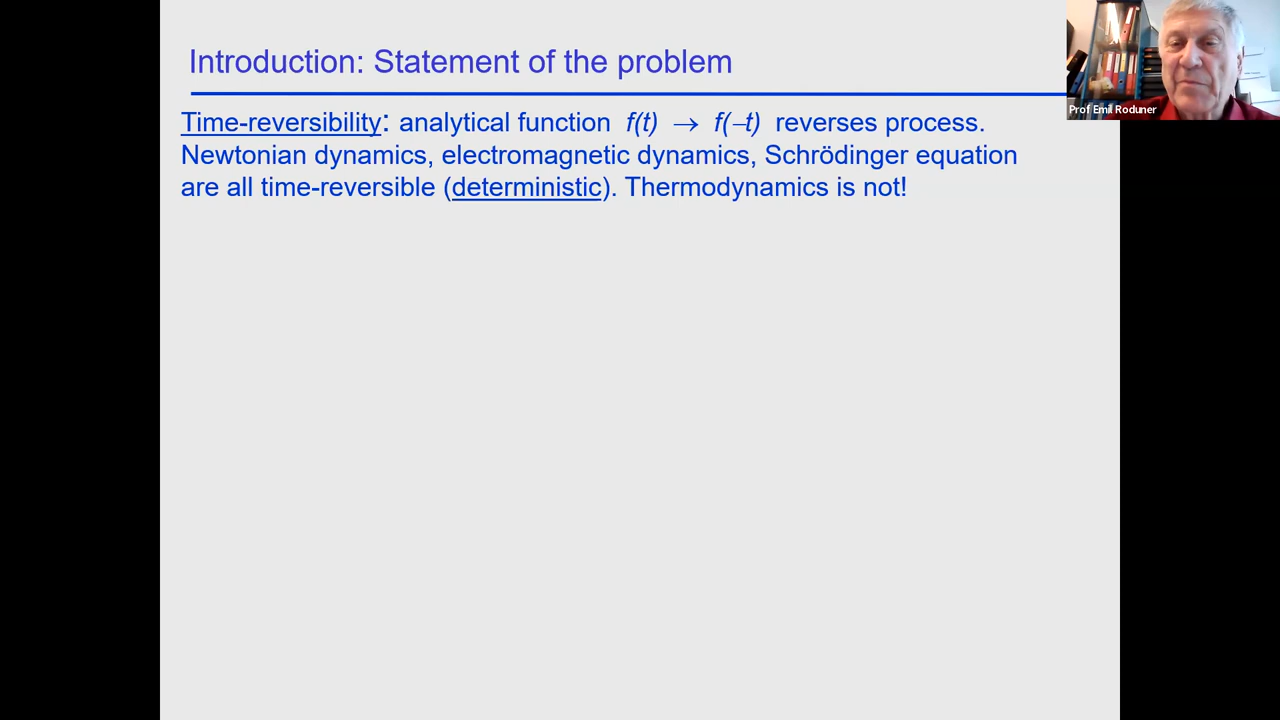 Introduction: Statement of the problem
Prof Emil Roduner
Time-reversibility: analytical function f(t) → f(–t) reverses process.
Newtonian dynamics, electromagnetic dynamics, Schrödinger equation
are all time-reversible (deterministic). Thermodynamics is not!